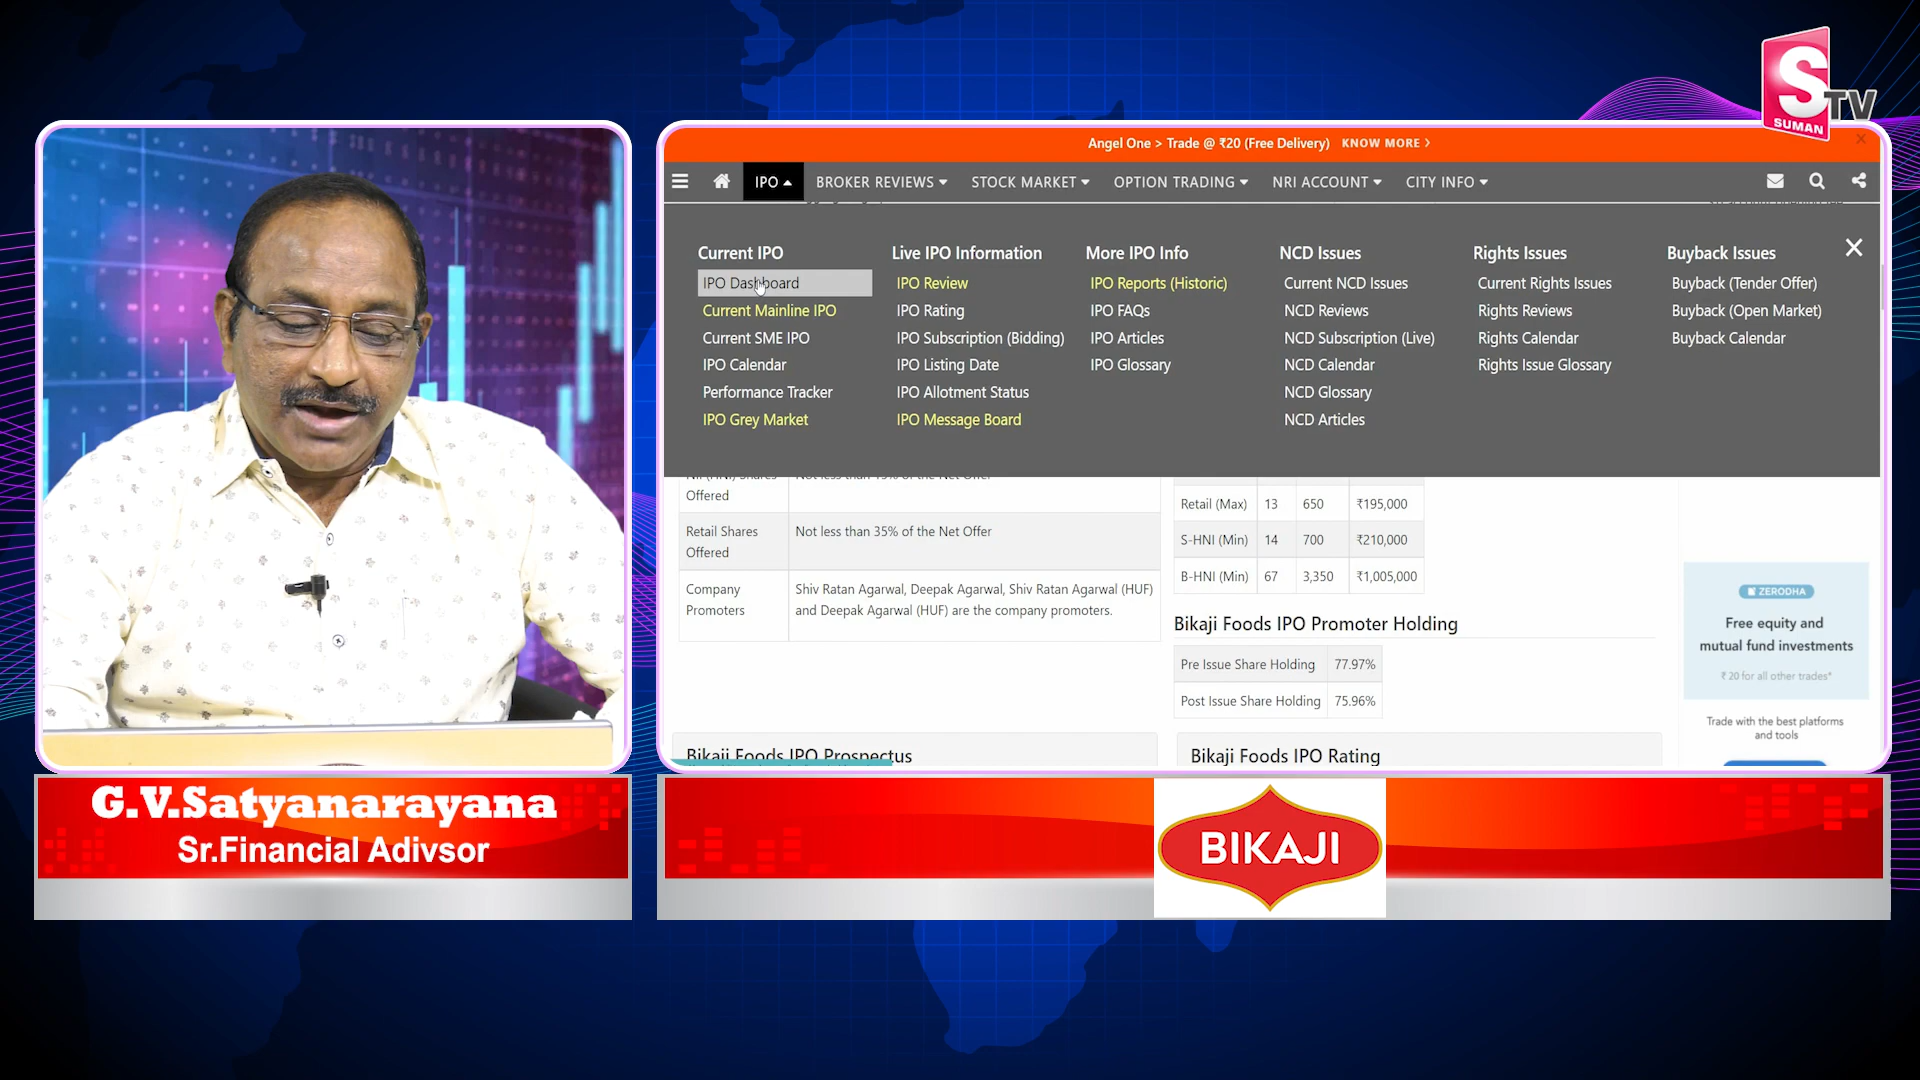 S
TV
SUMAN
Angel One > Trade @ ₹20 (Free Delivery) KNOW MORE >
IPO BROKER REVIEWS STOCK MARKET OPTION TRADING NRI ACCOUNT CITY INFO
Current IPO
IPO Dashboard
Current Mainline IPO
Current SME IPO
IPO Calendar
Performance Tracker
IPO Grey Market
Live IPO Information
IPO Review
IPO Rating
IPO Subscription (Bidding)
IPO Listing Date
IPO Allotment Status
IPO Message Board
More IPO Info
IPO Reports (Historic)
IPO FAQs
IPO Articles
IPO Glossary
NCD Issues
Current NCD Issues
NCD Reviews
NCD Subscription (Live)
NCD Calendar
NCD Glossary
NCD Articles
Rights Issues
Current Rights Issues
Rights Reviews
Rights Calendar
Rights Issue Glossary
Buyback Issues
Buyback (Tender Offer)
Buyback (Open Market)
Buyback Calendar
Offered
Retail Shares Offered
Not less than 35% of the Net Offer
Company Promoters
Shiv Ratan Agarwal, Deepak Agarwal, Shiv Ratan Agarwal (HUF)
and Deepak Agarwal (HUF) are the company promoters.
Retail (Max) 13 650 ₹195,000
S-HNI (Min) 14 700 ₹210,000
B-HNI (Min) 67 3,350 ₹1,005,000
Bikaji Foods IPO Promoter Holding
Pre Issue Share Holding 77.97%
Post Issue Share Holding 75.96%
Bikaji Foods IPO Prospectus
Bikaji Foods IPO Rating
ZERODHA
Free equity and
mutual fund investments
₹ 20 for all other trades*
Trade with the best platforms
and tools
G.V.Satyanarayana
Sr.Financial Adivsor
BIKAJI